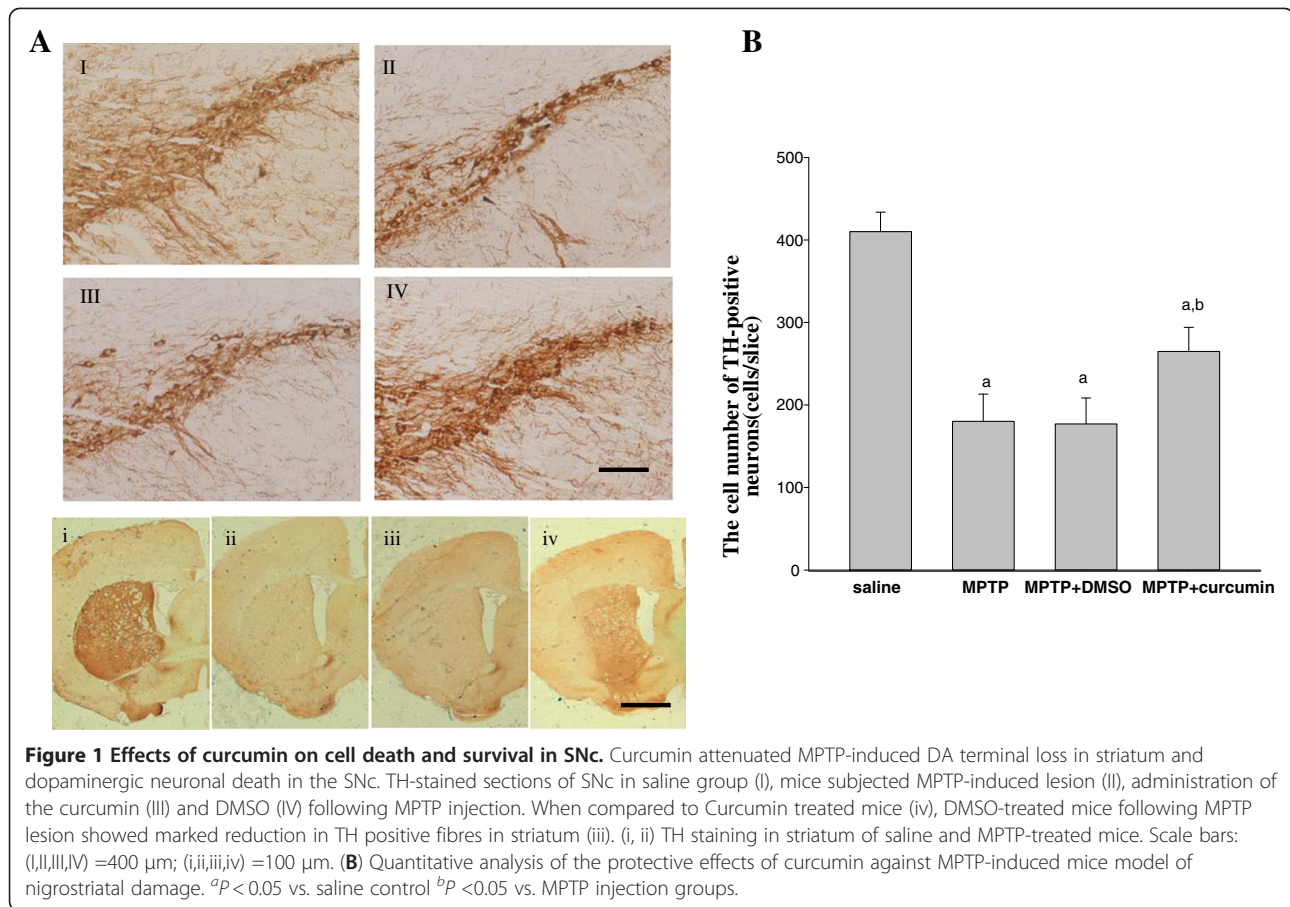 A
I
II
III
IV
i
ii
iii
iv
B
The cell number of TH-positive
neurons(cells/slice)
500
400
300
200
100
0
a
a
a,b
saline
MPTP
MPTP+DMSO
MPTP+curcumin
Figure 1 Effects of curcumin on cell death and survival in SNc. Curcumin attenuated MPTP-induced DA terminal loss in striatum and
dopaminergic neuronal death in the SNc. TH-stained sections of SNc in saline group (I), mice subjected MPTP-induced lesion (II), administration of
the curcumin (III) and DMSO (IV) following MPTP injection. When compared to Curcumin treated mice (iv), DMSO-treated mice following MPTP
lesion showed marked reduction in TH positive fibres in striatum (iii). (i, ii) TH staining in striatum of saline and MPTP-treated mice. Scale bars:
(I,II,III,IV) =400 μm; (i,ii,iii,iv) =100 μm. (B) Quantitative analysis of the protective effects of curcumin against MPTP-induced mice model of
nigrostriatal damage. aP < 0.05 vs. saline control bP <0.05 vs. MPTP injection groups.